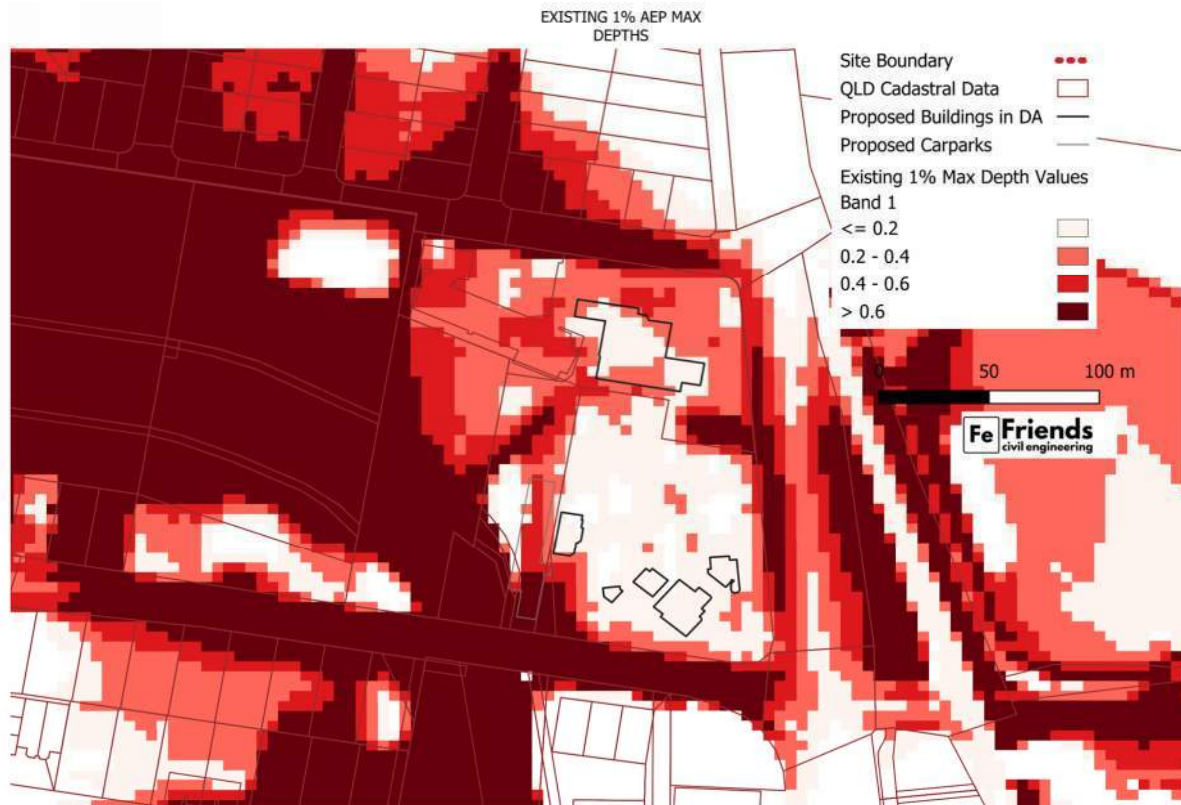 EXISTING 1% AEP MAX
DEPTHS
Site Boundary
QLD Cadastral Data
Proposed Buildings in DA
Proposed Carparks
Existing 1% Max Depth Values
Band 1
<= 0.2
0.2 - 0.4
0.4 - 0.6
> 0.6
0 50 100 m
Fe Friends
civil engineering